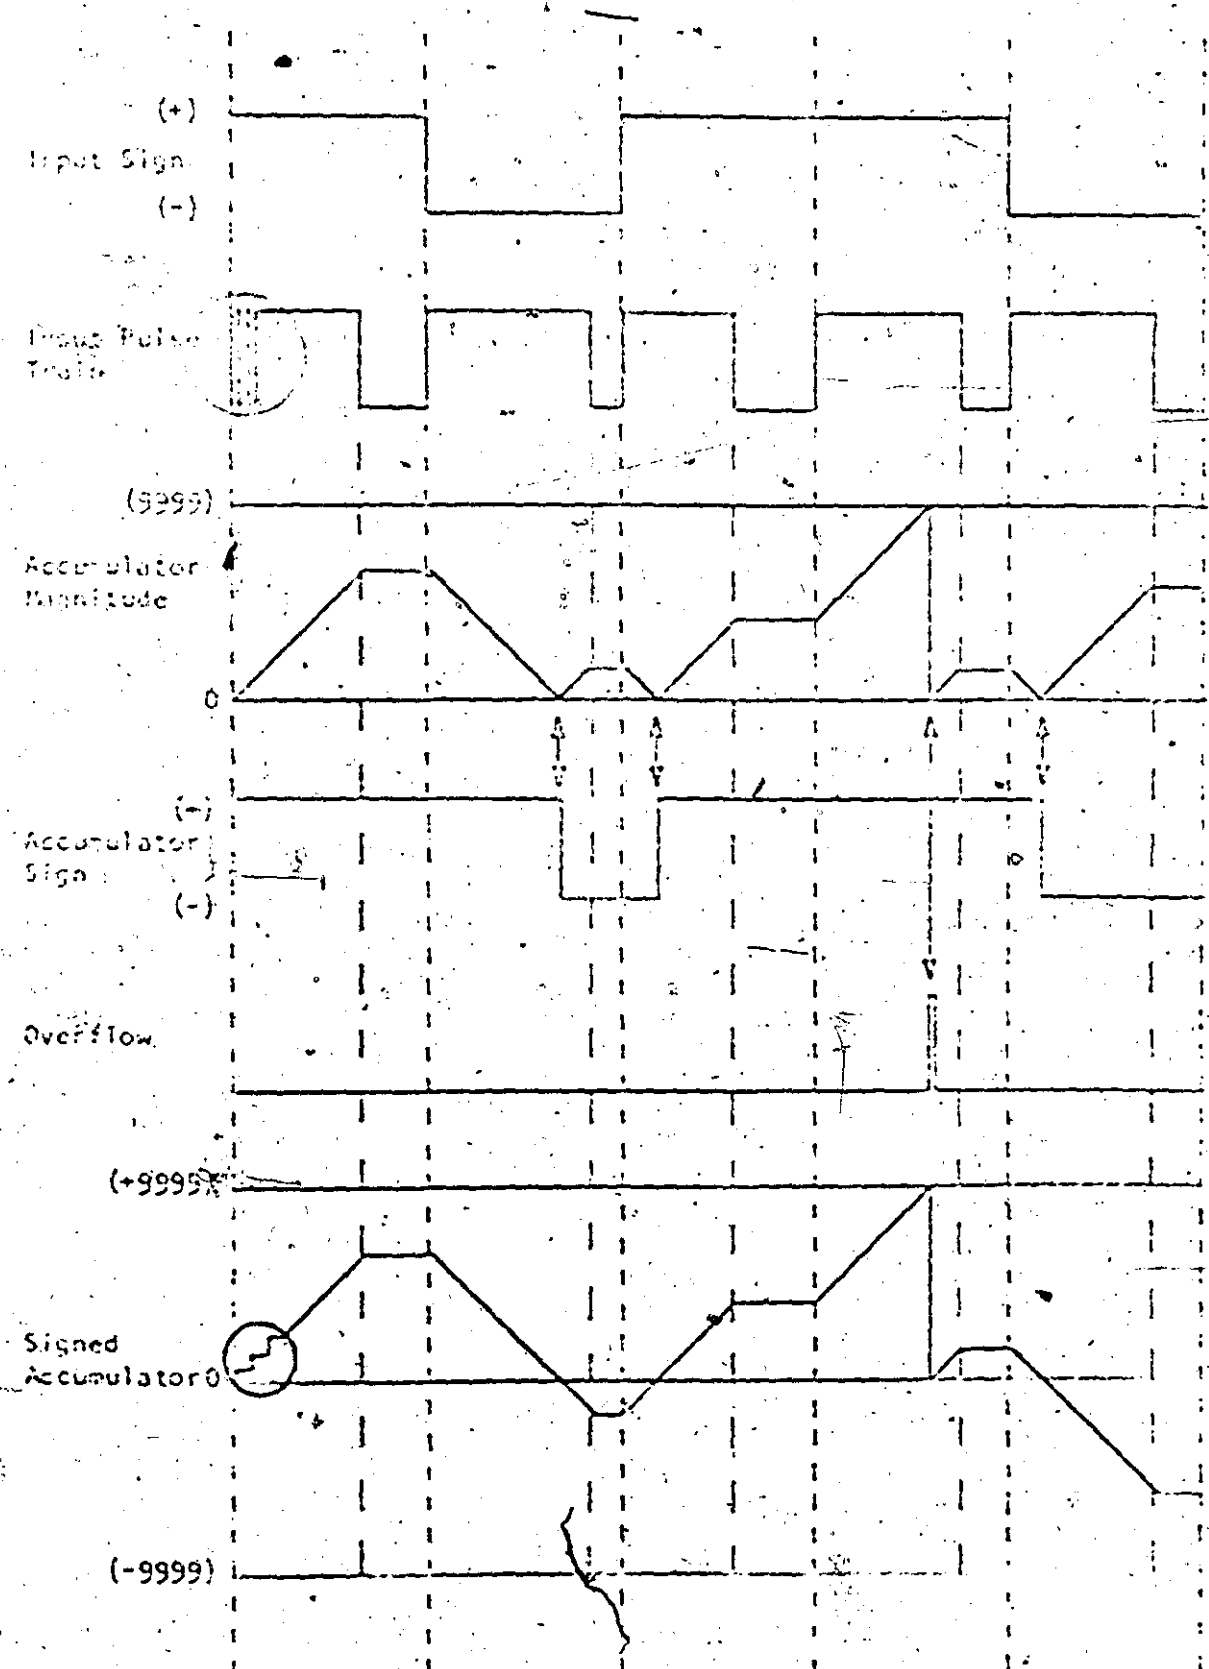 (+)
Input Sign
(-)
Input Pulse
Train
(9999)
Accumulator
Magnitude
0
(+)
Accumulator
Sign
(-)
Overflow
(+9999)
Signed
Accumulator 0
(-9999)